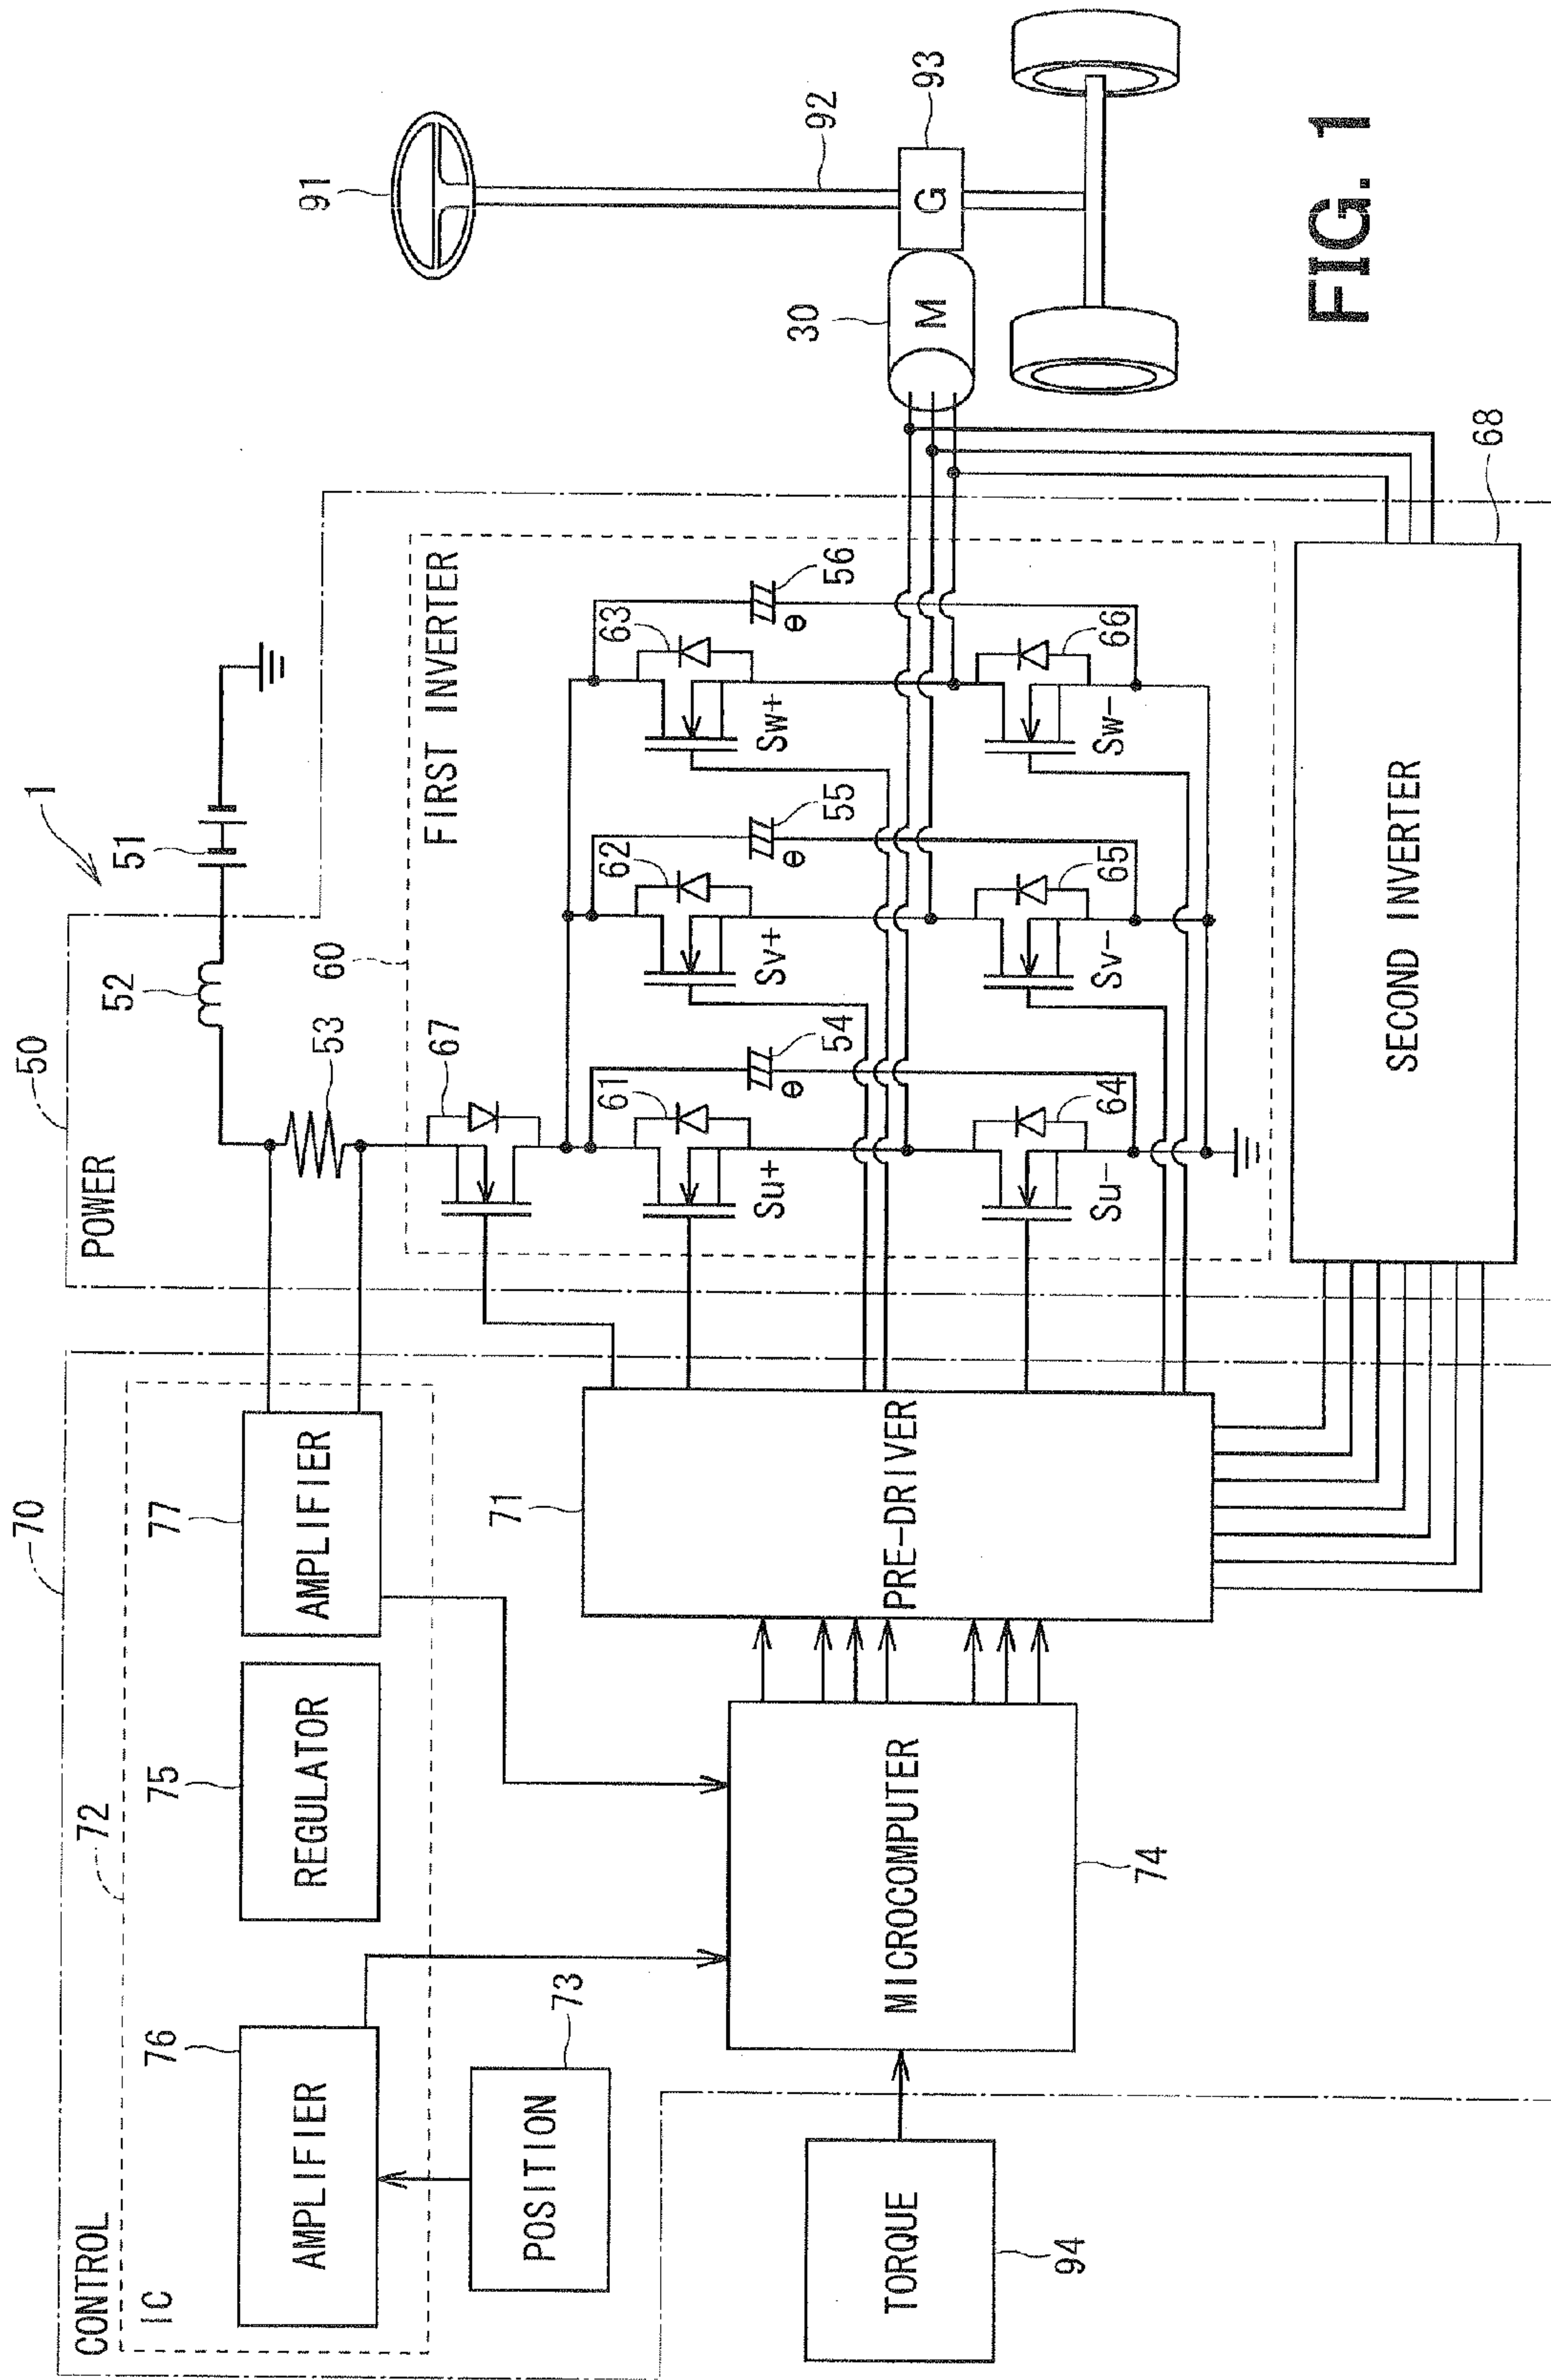 1
50
POWER
52
51
53
67
60
FIRST INVERTER
61
62
63
54
55
56
⊖
⊖
⊖
Su+
Sv+
Sw+
64
65
66
Su-
Sv-
Sw-
SECOND INVERTER
68
70
CONTROL
72
IC
76
AMPLIFIER
75
REGULATOR
77
AMPLIFIER
POSITION
73
71
PRE-DRIVER
MICROCOMPUTER
74
TORQUE
94
91
92
93
G
30
M
FIG. 1